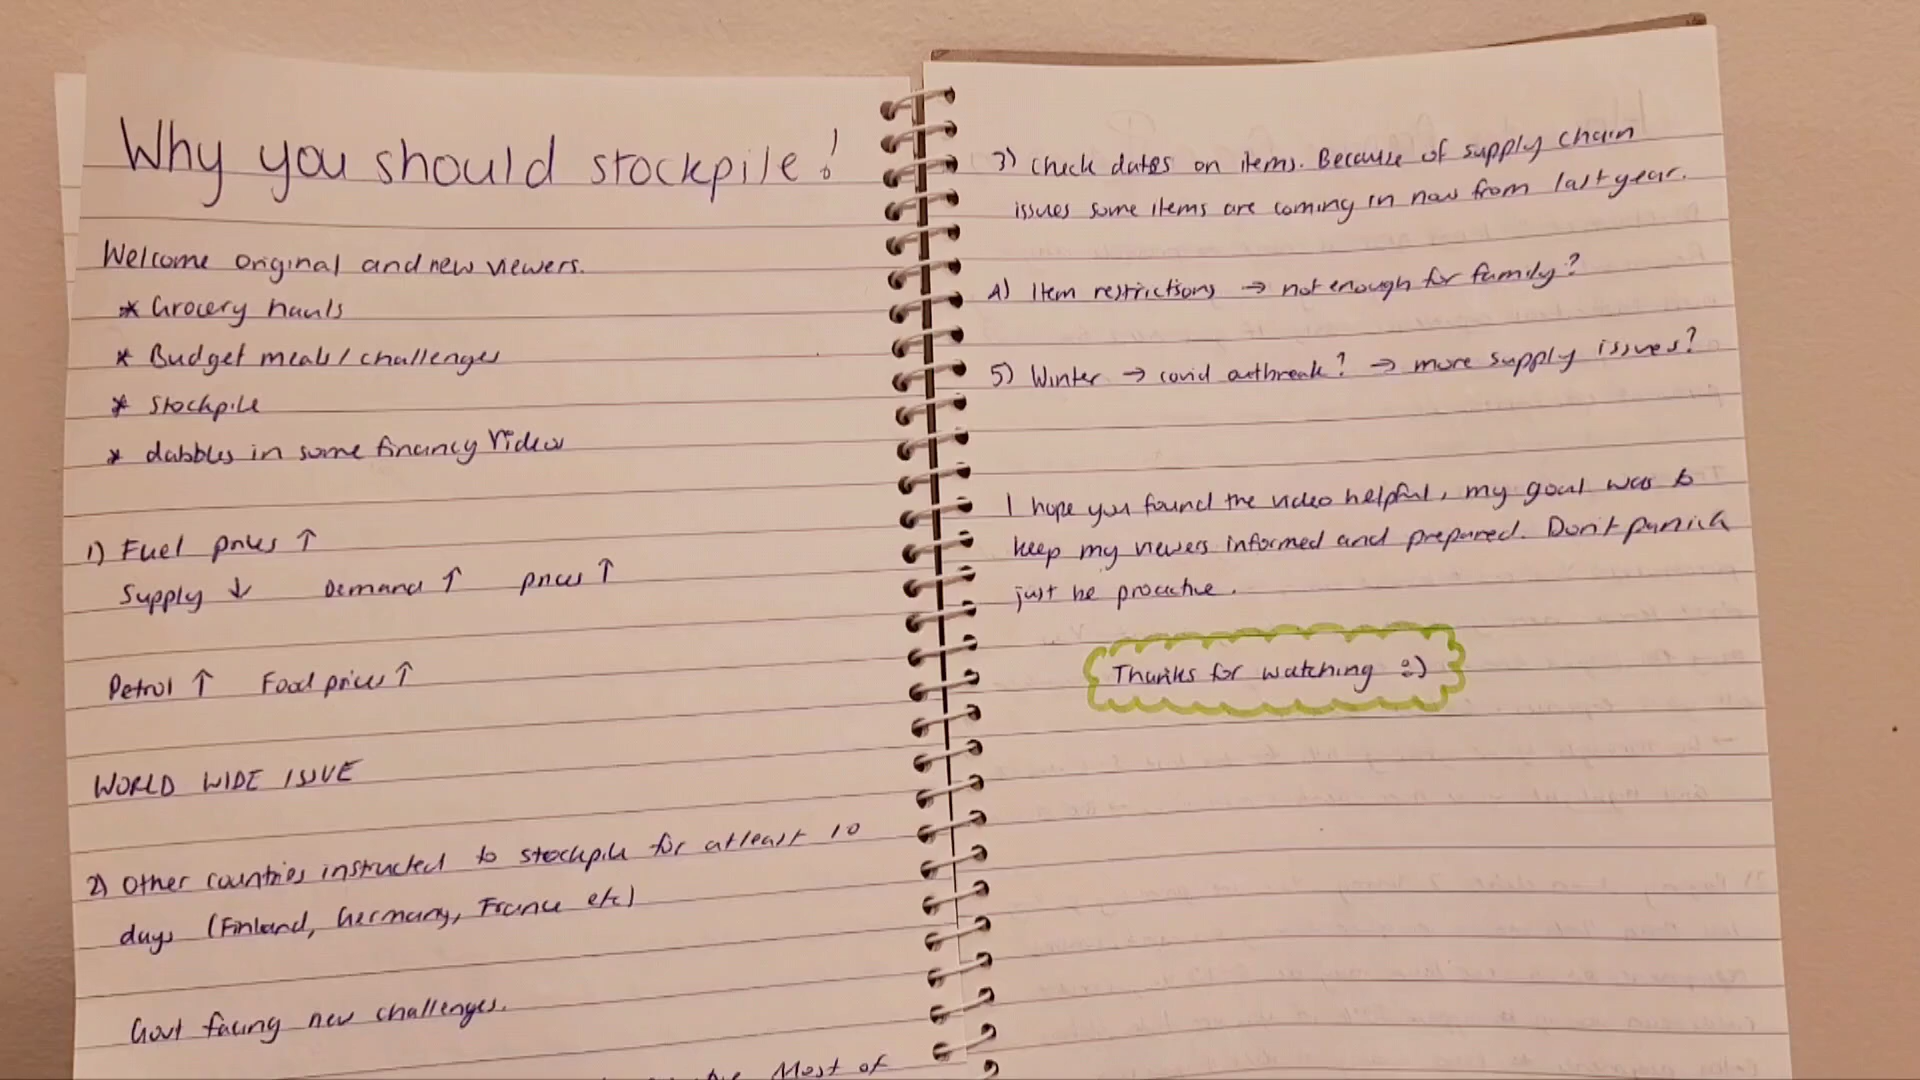 Why you should stockpile!
Welcome original and new viewers.
* Grocery hauls
* Budget meals / challenges
* Stockpile
* dabbles in some financy Videos
1) Fuel prices ↑
Supply ↓ Demand ↑ prices ↑
Petrol ↑ Food prices ↑
WORLD WIDE ISSUE
2) Other countries instructed to stockpile for atleast 10
days (Finland, Germany, France etc)
Govt facing new challenges.
Most of
3) Check dates on items. Because of supply chain
issues some items are coming in now from last year.
4) Item restrictions → not enough for family?
5) Winter → covid outbreak? → more supply issues?
I hope you found the video helpful, my goal was to
keep my viewers informed and prepared. Don't panick
just be proactive.
Thanks for watching :)